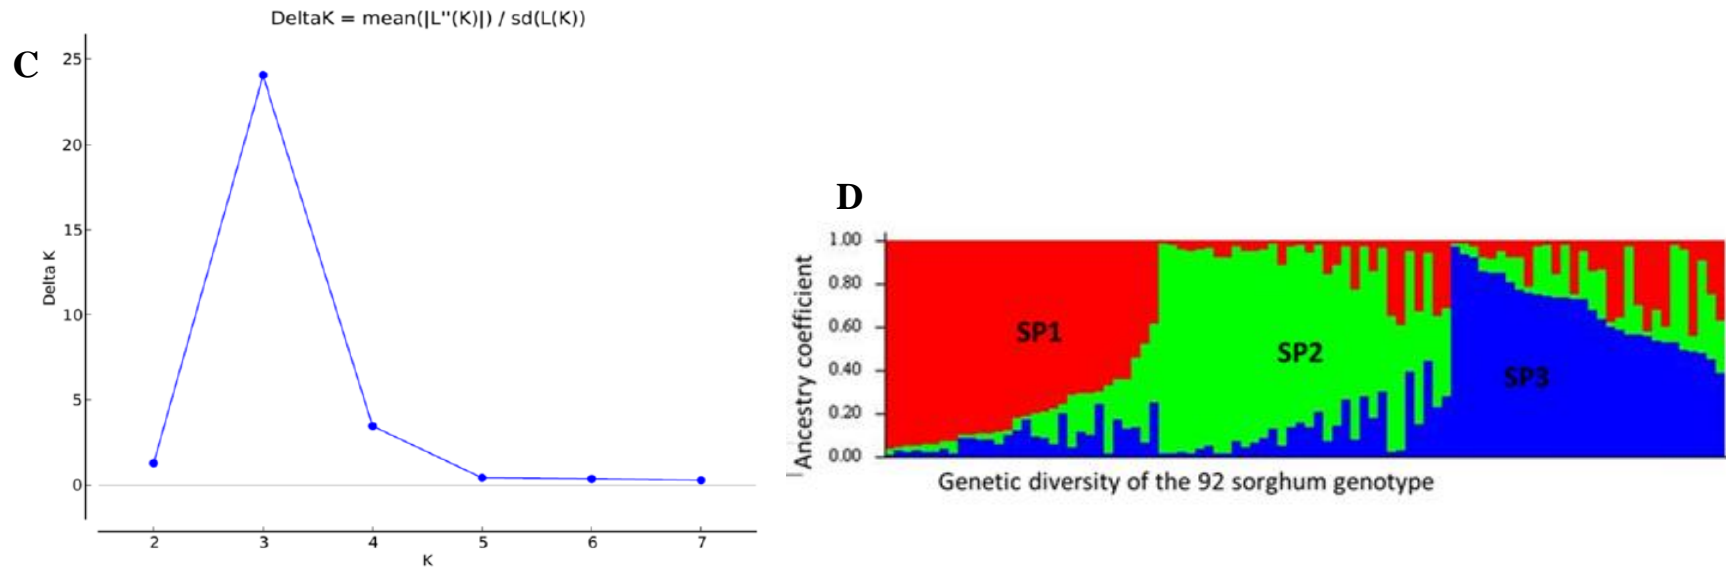 DeltaK = mean(|L''(K)|) / sd(L(K))
C
25
20
15
10
5
0
Delta K
2 3 4 5 6 7
K
D
1.00
0.80
0.60
0.40
0.20
0.00
Ancestry coefficient
SP1
SP2
SP3
Genetic diversity of the 92 sorghum genotype